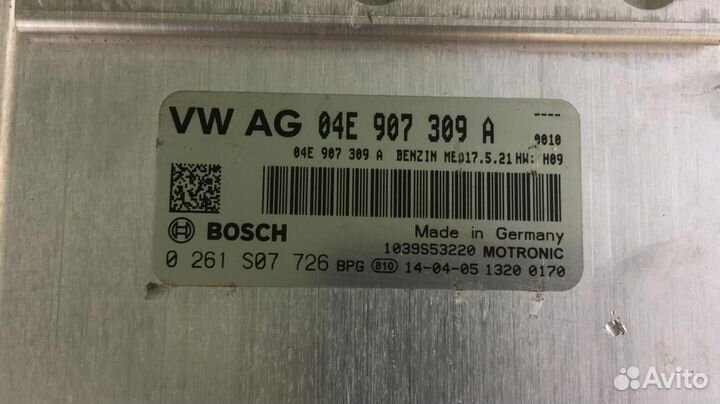 VW AG 04E 907 309 A ----
04E 907 309 A BENZIN MED17.5.21 HW: H09 0010
BOSCH Made in Germany
1039S53220 MOTRONIC
0 261 S07 726 BPG 810 14-04-05 1320 0170
Avito